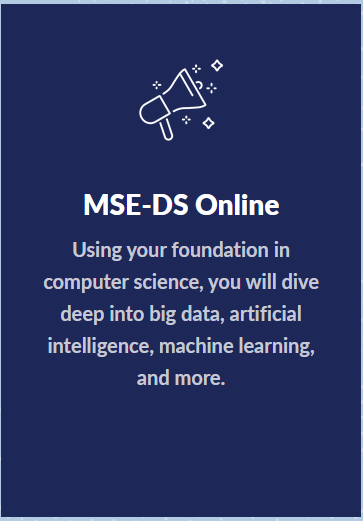 MSE-DS Online
Using your foundation in
computer science, you will dive
deep into big data, artificial
intelligence, machine learning,
and more.